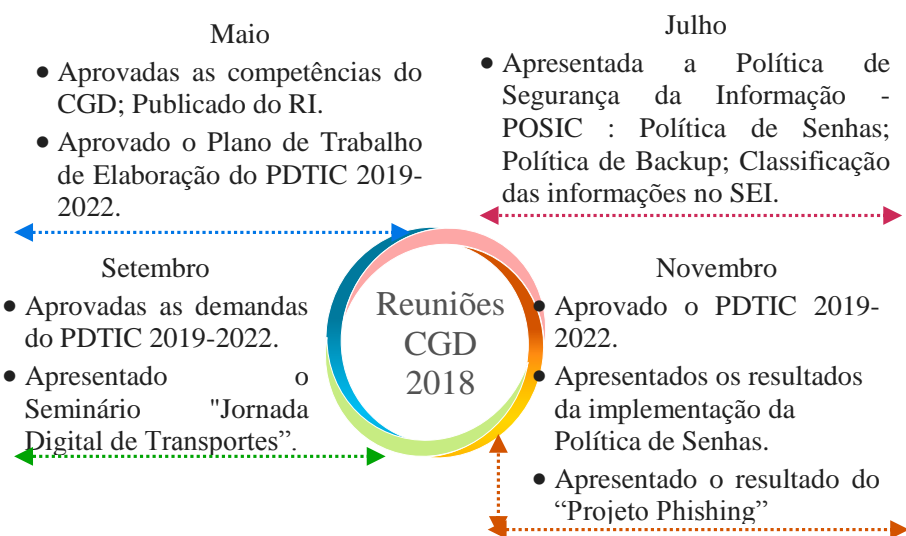 Maio
● Aprovadas as competências do
CGD; Publicado do RI.
● Aprovado o Plano de Trabalho
de Elaboração do PDTIC 2019-
2022.
Julho
● Apresentada a Política de
Segurança da Informação -
POSIC : Política de Senhas;
Política de Backup; Classificação
das informações no SEI.
Setembro
● Aprovadas as demandas
do PDTIC 2019-2022.
● Apresentado o
Seminário "Jornada
Digital de Transportes”.
Reuniões
CGD
2018
Novembro
● Aprovado o PDTIC 2019-
2022.
● Apresentados os resultados
da implementação da
Política de Senhas.
● Apresentado o resultado do
“Projeto Phishing”